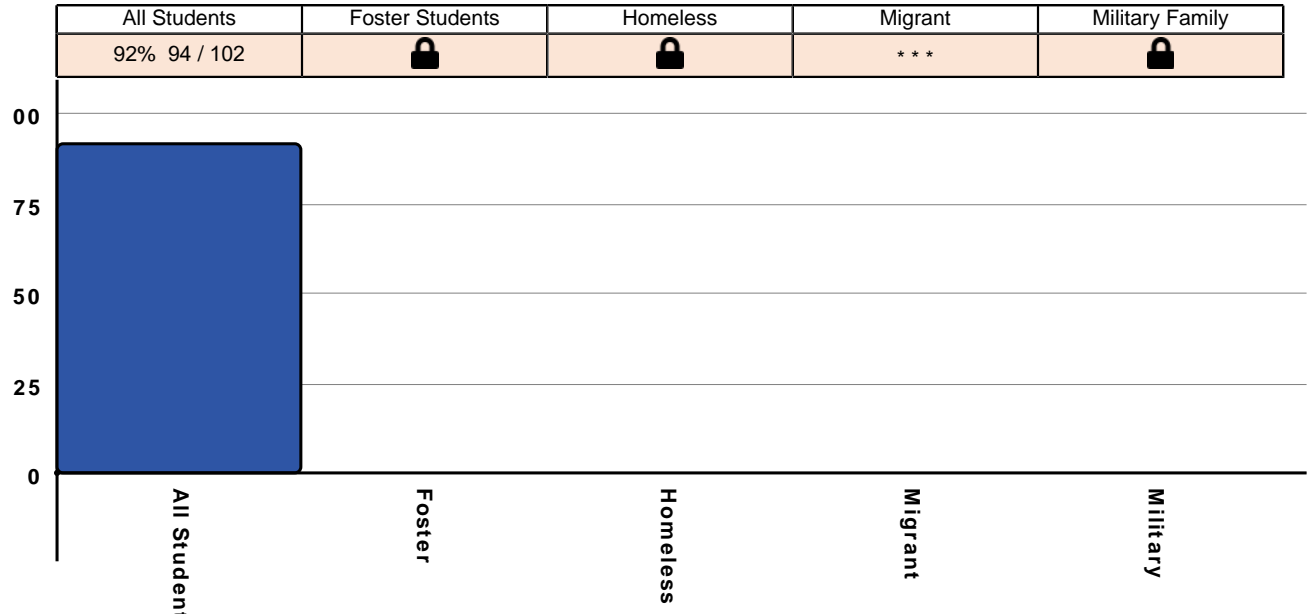 All Students Foster Students Homeless Migrant Military Family
92% 94 / 102 * * *
00
75
50
25
0
All Student
Foster
Homeless
Migrant
Military